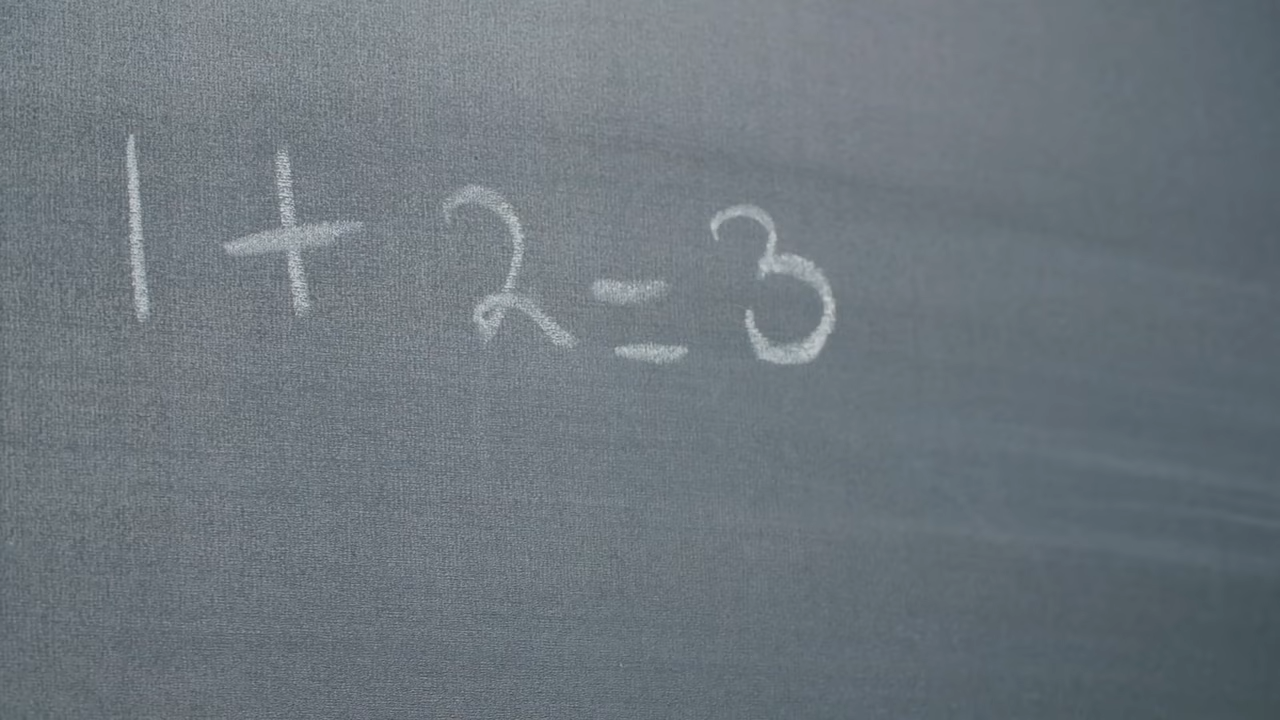 1 + 2 = 3